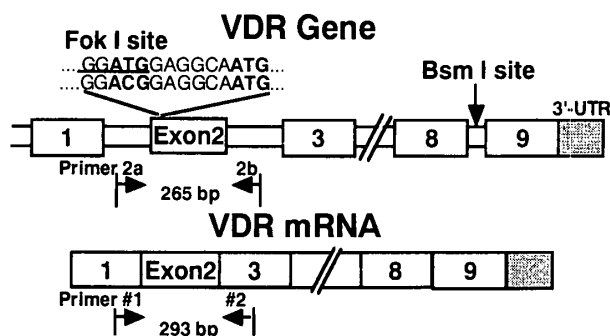 VDR Gene
Fok I site
....GGATGGAGGCAATG...
....GGACGGAGGCAATG...
Bsm I site
3'-UTR
1 Exon2 3 8 9
Primer 2a 2b
265 bp
VDR mRNA
1 Exon2 3 8 9
Primer #1 #2
293 bp